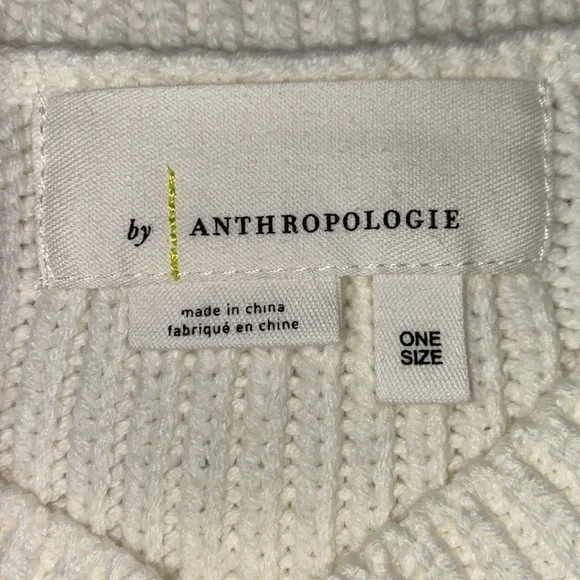 by ANTHROPOLOGIE
made in china
fabriqué en chine
ONE
SIZE